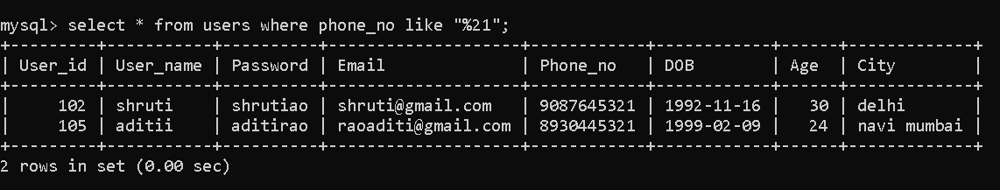 mysql> select * from users where phone_no like "%21";
+---------+-----------+----------+-------------------+------------+------------+------+-------------+
| User_id | User_name | Password | Email             | Phone_no   | DOB        | Age  | City        |
+---------+-----------+----------+-------------------+------------+------------+------+-------------+
|     102 | shruti    | shrutiao | shruti@gmail.com  | 9087645321 | 1992-11-16 |   30 | delhi       |
|     105 | aditii    | aditirao | raoaditi@gmail.com | 8930445321 | 1999-02-09 |   24 | navi mumbai |
+---------+-----------+----------+-------------------+------------+------------+------+-------------+
2 rows in set (0.00 sec)